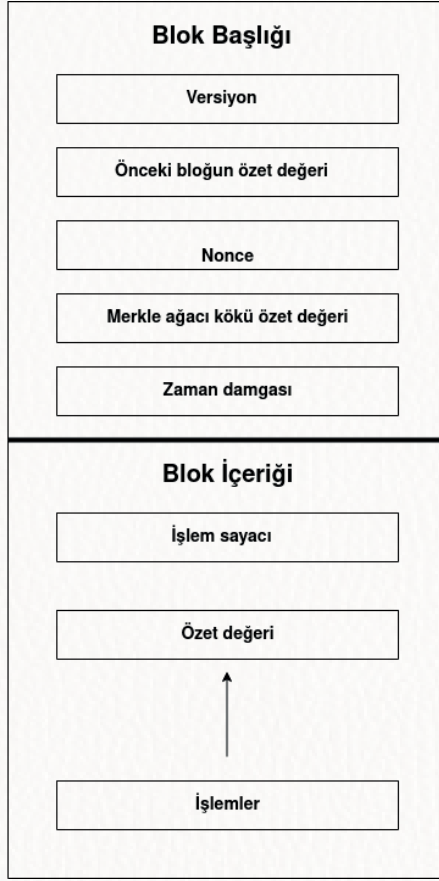 Blok Başlığı
Versiyon
Önceki bloğun özet değeri
Nonce
Merkle ağacı kökü özet değeri
Zaman damgası
Blok İçeriği
İşlem sayacı
Özet değeri
İşlemler